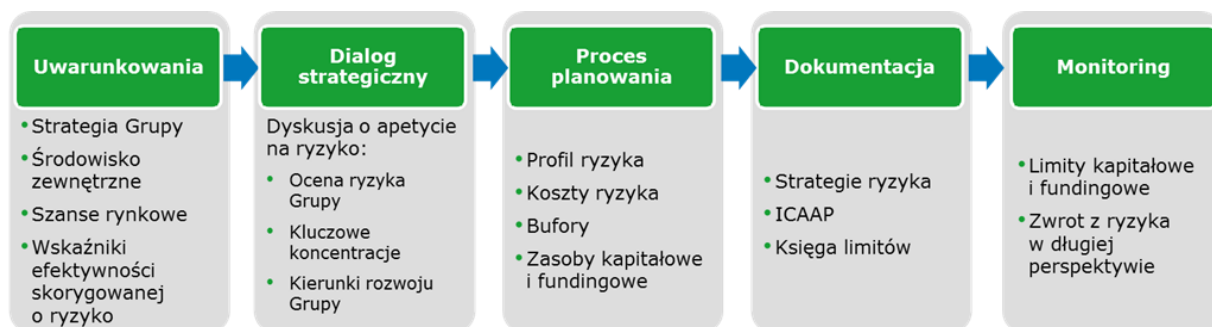 Uwarunkowania
• Strategia Grupy
• Środowisko
zewnętrzne
• Szanse rynkowe
• Wskaźniki
efektywności
skorygowanej
o ryzyko
Dialog
strategiczny
Dyskusja o apetycie
na ryzyko:
• Ocena ryzyka
Grupy
• Kluczowe
koncentracje
• Kierunki rozwoju
Grupy
Proces
planowania
• Profil ryzyka
• Koszty ryzyka
• Bufory
• Zasoby kapitałowe
i fundingowe
Dokumentacja
• Strategie ryzyka
• ICAAP
• Księga limitów
Monitoring
• Limity kapitałowe
i fundingowe
• Zwrot z ryzyka
w długiej
perspektywie